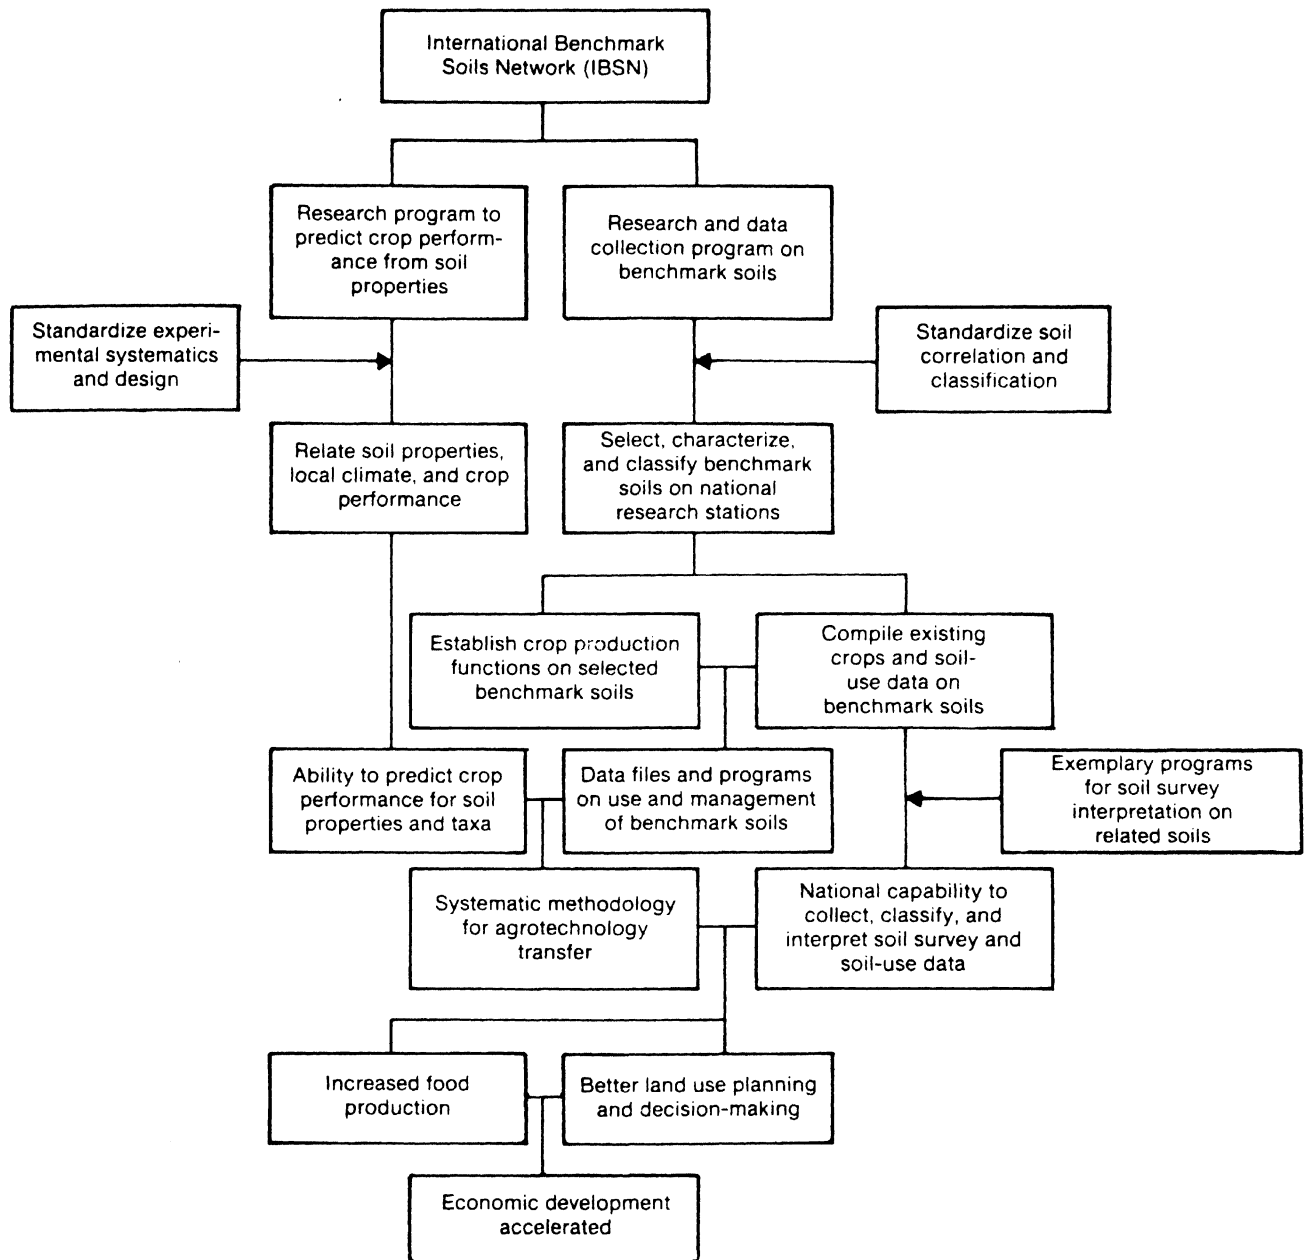 International Benchmark
Soils Network (IBSN)
Research program to
predict crop perform-
ance from soil
properties
Research and data
collection program on
benchmark soils
Standardize experi-
mental systematics
and design
Standardize soil
correlation and
classification
Relate soil properties,
local climate, and crop
performance
Select, characterize,
and classify benchmark
soils on national
research stations
Establish crop production
functions on selected
benchmark soils
Compile existing
crops and soil-
use data on
benchmark soils
Ability to predict crop
performance for soil
properties and taxa
Data files and programs
on use and management
of benchmark soils
Exemplary programs
for soil survey
interpretation on
related soils
Systematic methodology
for agrotechnology
transfer
National capability to
collect, classify, and
interpret soil survey and
soil-use data
Increased food
production
Better land use planning
and decision-making
Economic development
accelerated